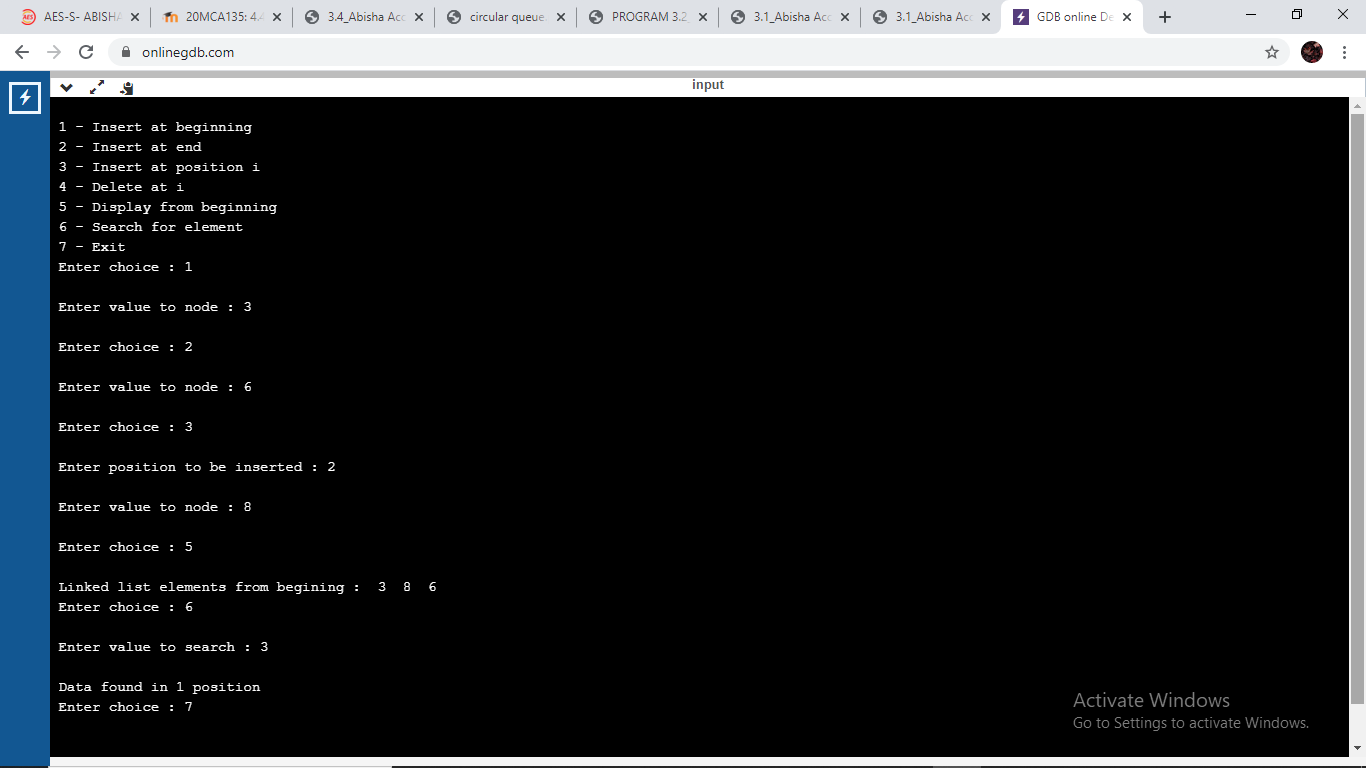 AES-S- ABISHA
20MCA135: 4.4
3.4_Abisha Acc
circular queue.
PROGRAM 3.2_
3.1_Abisha Acc
3.1_Abisha Acc
GDB online De
onlinegdb.com
input
1 - Insert at beginning
2 - Insert at end
3 - Insert at position i
4 - Delete at i
5 - Display from beginning
6 - Search for element
7 - Exit
Enter choice : 1
Enter value to node : 3
Enter choice : 2
Enter value to node : 6
Enter choice : 3
Enter position to be inserted : 2
Enter value to node : 8
Enter choice : 5
Linked list elements from begining :  3  8  6
Enter choice : 6
Enter value to search : 3
Data found in 1 position
Enter choice : 7
Activate Windows
Go to Settings to activate Windows.